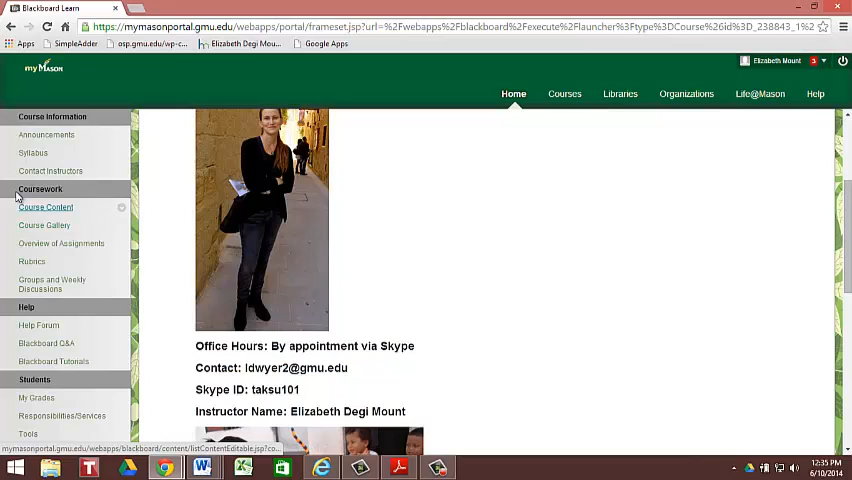 Blackboard Learn
https://mymasonportal.gmu.edu/webapps/portal/frameset.jsp?url=%2Fwebapps%2Fblackboard%2Fexecute%2Flauncher%3Ftype%3DCourse%26id%3D_238843_1%2
Apps SimpleAdder osp.gmu.edu/wp-c... Elizabeth Degi Mou... Google Apps
myMason
Elizabeth Mount 3
Home Courses Libraries Organizations Life@Mason Help
Course Information
Announcements
Syllabus
Contact Instructors
Coursework
Course Content
Course Gallery
Overview of Assignments
Rubrics
Groups and Weekly
Discussions
Help
Help Forum
Blackboard Q&A
Blackboard Tutorials
Students
My Grades
Responsibilities/Services
Tools
Office Hours: By appointment via Skype
Contact: ldwyer2@gmu.edu
Skype ID: taksu101
Instructor Name: Elizabeth Degi Mount
mymasonportal.gmu.edu/webapps/blackboard/content/listContentEditable.jsp?co...
12:35 PM
6/10/2014